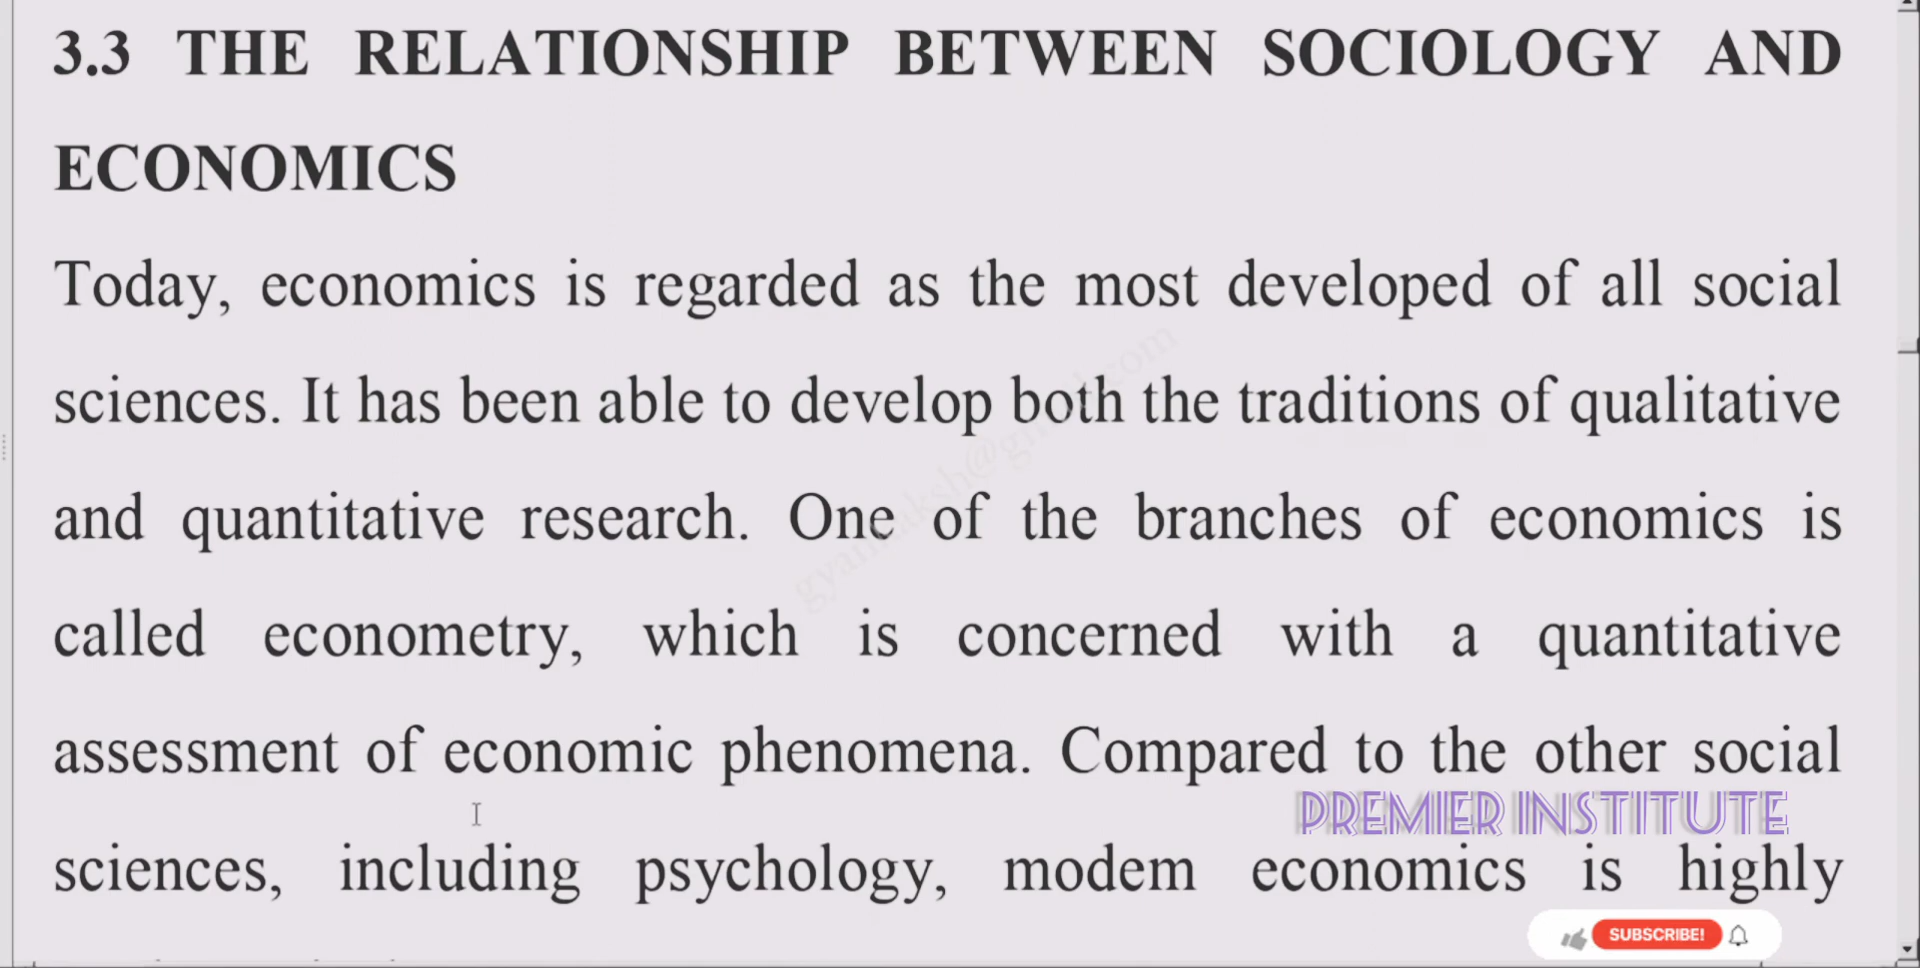 3.3 THE RELATIONSHIP BETWEEN SOCIOLOGY AND
ECONOMICS
Today, economics is regarded as the most developed of all social
sciences. It has been able to develop both the traditions of qualitative
and quantitative research. One of the branches of economics is
called econometry, which is concerned with a quantitative
assessment of economic phenomena. Compared to the other social
PREMIER INSTITUTE
sciences, including psychology, modem economics is highly
SUBSCRIBE!